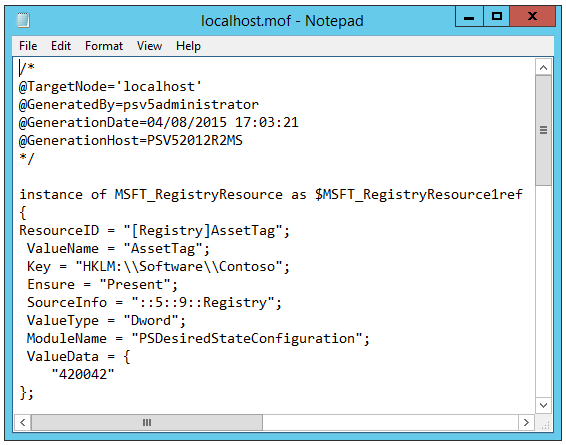 localhost.mof - Notepad
File Edit Format View Help
/*
@TargetNode='localhost'
@GeneratedBy=psv5administrator
@GenerationDate=04/08/2015 17:03:21
@GenerationHost=PSV52012R2MS
*/
instance of MSFT_RegistryResource as $MSFT_RegistryResource1ref
{
ResourceID = "[Registry]AssetTag";
ValueName = "AssetTag";
Key = "HKLM:\\Software\\Contoso";
Ensure = "Present";
SourceInfo = "::5::9::Registry";
ValueType = "Dword";
ModuleName = "PSDesiredStateConfiguration";
ValueData = {
"420042"
};